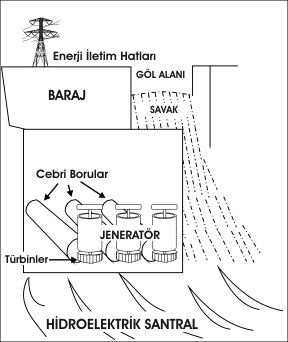 Enerji İletim Hatları
GÖL ALANI
BARAJ
SAVAK
Cebri Borular
JENERATÖR
Türbinler
HİDROELEKTRİK SANTRAL